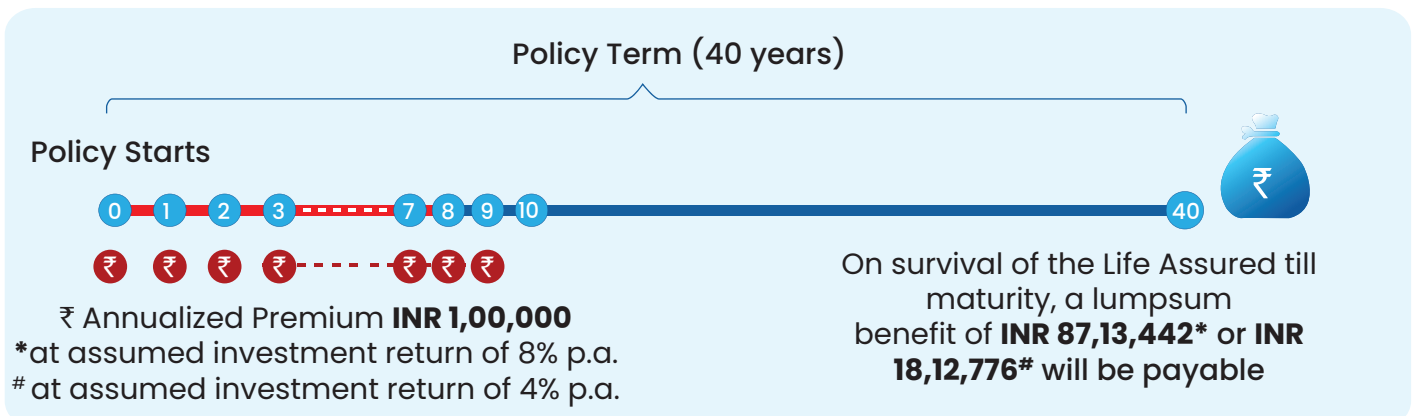 Policy Term (40 years)
Policy Starts
₹
0 1 2 3 7 8 9 10 40
₹ ₹ ₹ ₹ ₹ ₹ ₹
₹ Annualized Premium INR 1,00,000
*at assumed investment return of 8% p.a.
# at assumed investment return of 4% p.a.
On survival of the Life Assured till
maturity, a lumpsum
benefit of INR 87,13,442* or INR
18,12,776# will be payable